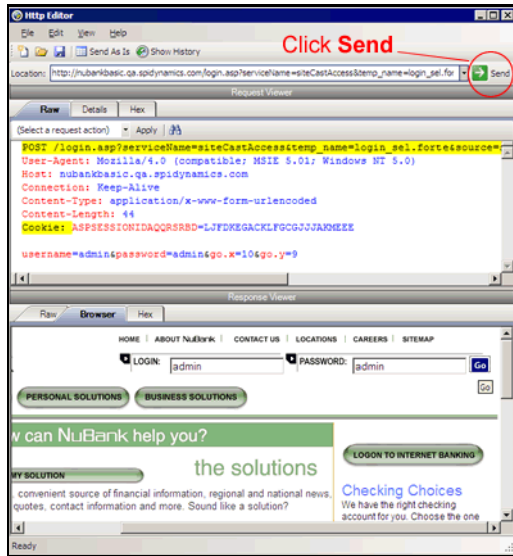 Http Editor
File Edit View Help
Send As Is Show History
Click Send
Location: http://nubankbasic.qa.spidynamics.com/login.asp?serviceName=siteCastAccess&temp_name=login_sel.for Send
Request Viewer
Raw Details Hex
(Select a request action) Apply
POST /login.asp?serviceName=siteCastAccess&temp_name=login_sel.forte&source=
User-Agent: Mozilla/4.0 (compatible; MSIE 5.01; Windows NT 5.0)
Host: nubankbasic.qa.spidynamics.com
Connection: Keep-Alive
Content-Type: application/x-www-form-urlencoded
Content-Length: 44
Cookie: ASPSESSIONIDAQQRSRBD=LJFDKEGACKLFGCGJJJAKMEEE
username=admin&password=admin&go.x=10&go.y=9
Response Viewer
Raw Browser Hex
HOME | ABOUT NuBank | CONTACT US | LOCATIONS | CAREERS | SITEMAP
LOGIN: admin PASSWORD: admin Go
Go
PERSONAL SOLUTIONS BUSINESS SOLUTIONS
w can NuBank help you?
LOGON TO INTERNET BANKING
MY SOLUTION
the solutions
, convenient source of financial information, regional and national news,
quotes, contact information and more. Sound like a solution?
Checking Choices
We have the right checking
account for you. Choose the one
Ready